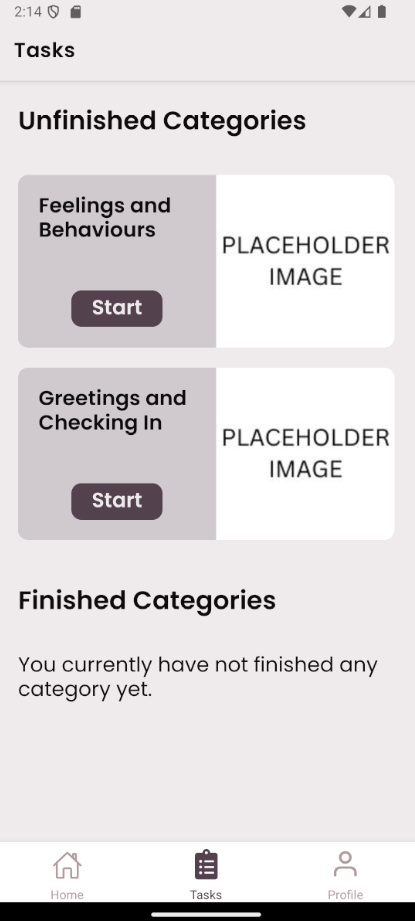 2:14
Tasks
Unfinished Categories
Feelings and
Behaviours
Start
PLACEHOLDER
IMAGE
Greetings and
Checking In
Start
PLACEHOLDER
IMAGE
Finished Categories
You currently have not finished any
category yet.
Home
Tasks
Profile